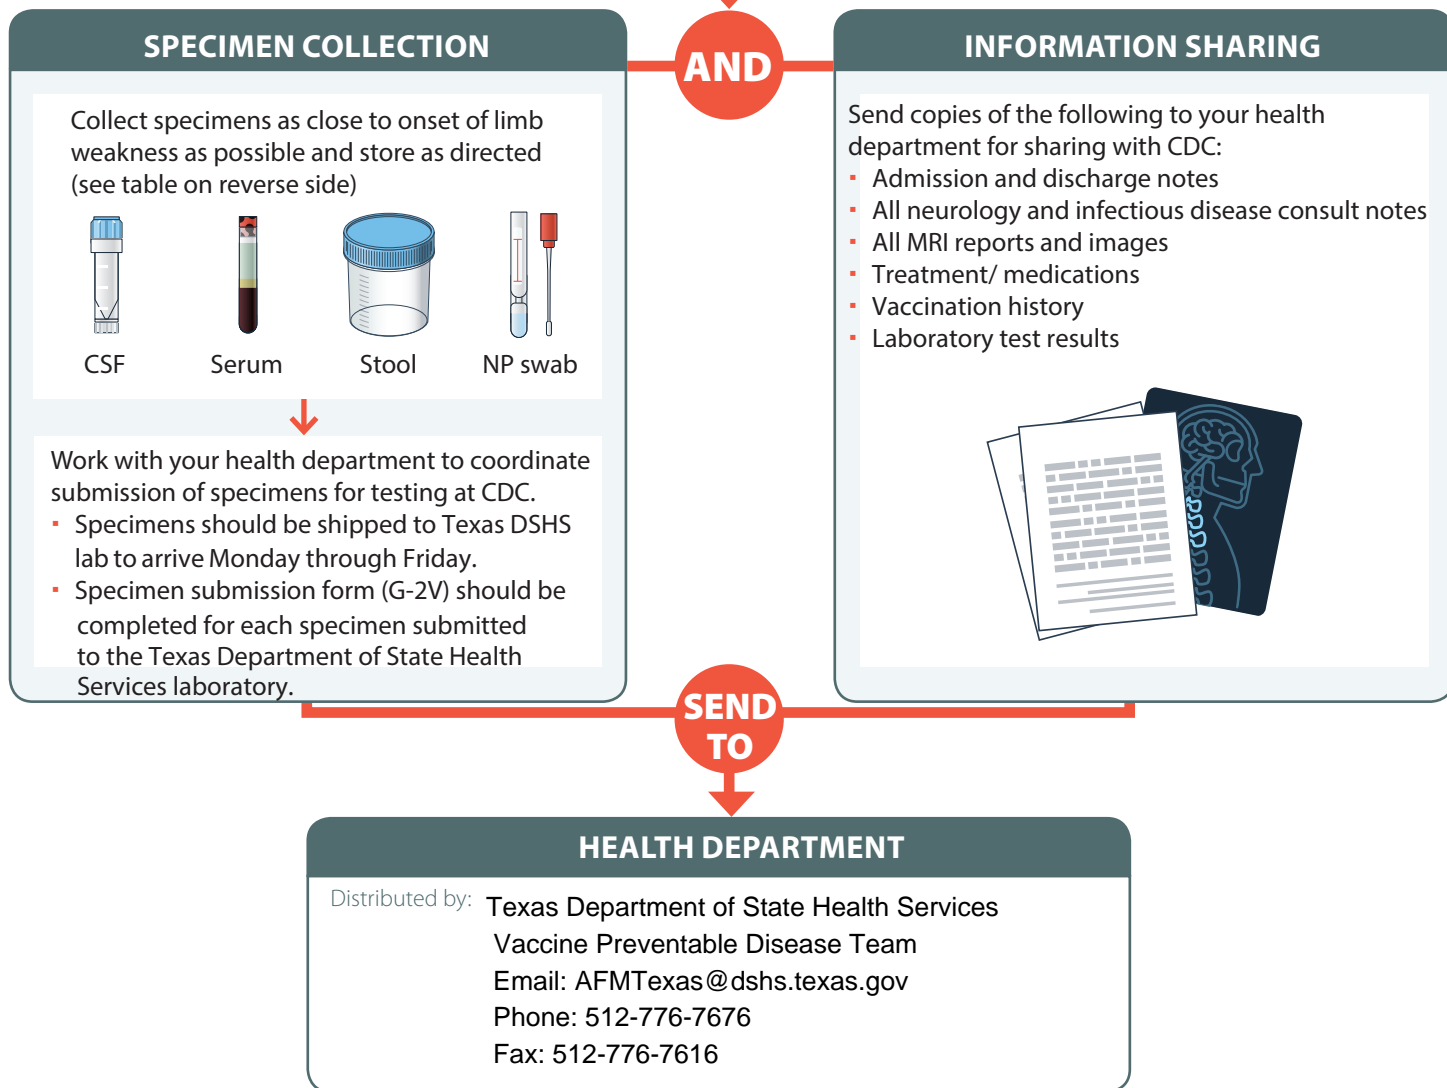 SPECIMEN COLLECTION
Collect specimens as close to onset of limb
weakness as possible and store as directed
(see table on reverse side)
CSF
Serum
Stool
NP swab
Work with your health department to coordinate
submission of specimens for testing at CDC.
▪ Specimens should be shipped to Texas DSHS
lab to arrive Monday through Friday.
▪ Specimen submission form (G-2V) should be
completed for each specimen submitted
to the Texas Department of State Health
Services laboratory.
AND
INFORMATION SHARING
Send copies of the following to your health
department for sharing with CDC:
▪ Admission and discharge notes
▪ All neurology and infectious disease consult notes
▪ All MRI reports and images
▪ Treatment/ medications
▪ Vaccination history
▪ Laboratory test results
SEND
TO
HEALTH DEPARTMENT
Distributed by: Texas Department of State Health Services
Vaccine Preventable Disease Team
Email: AFMTexas@dshs.texas.gov
Phone: 512-776-7676
Fax: 512-776-7616